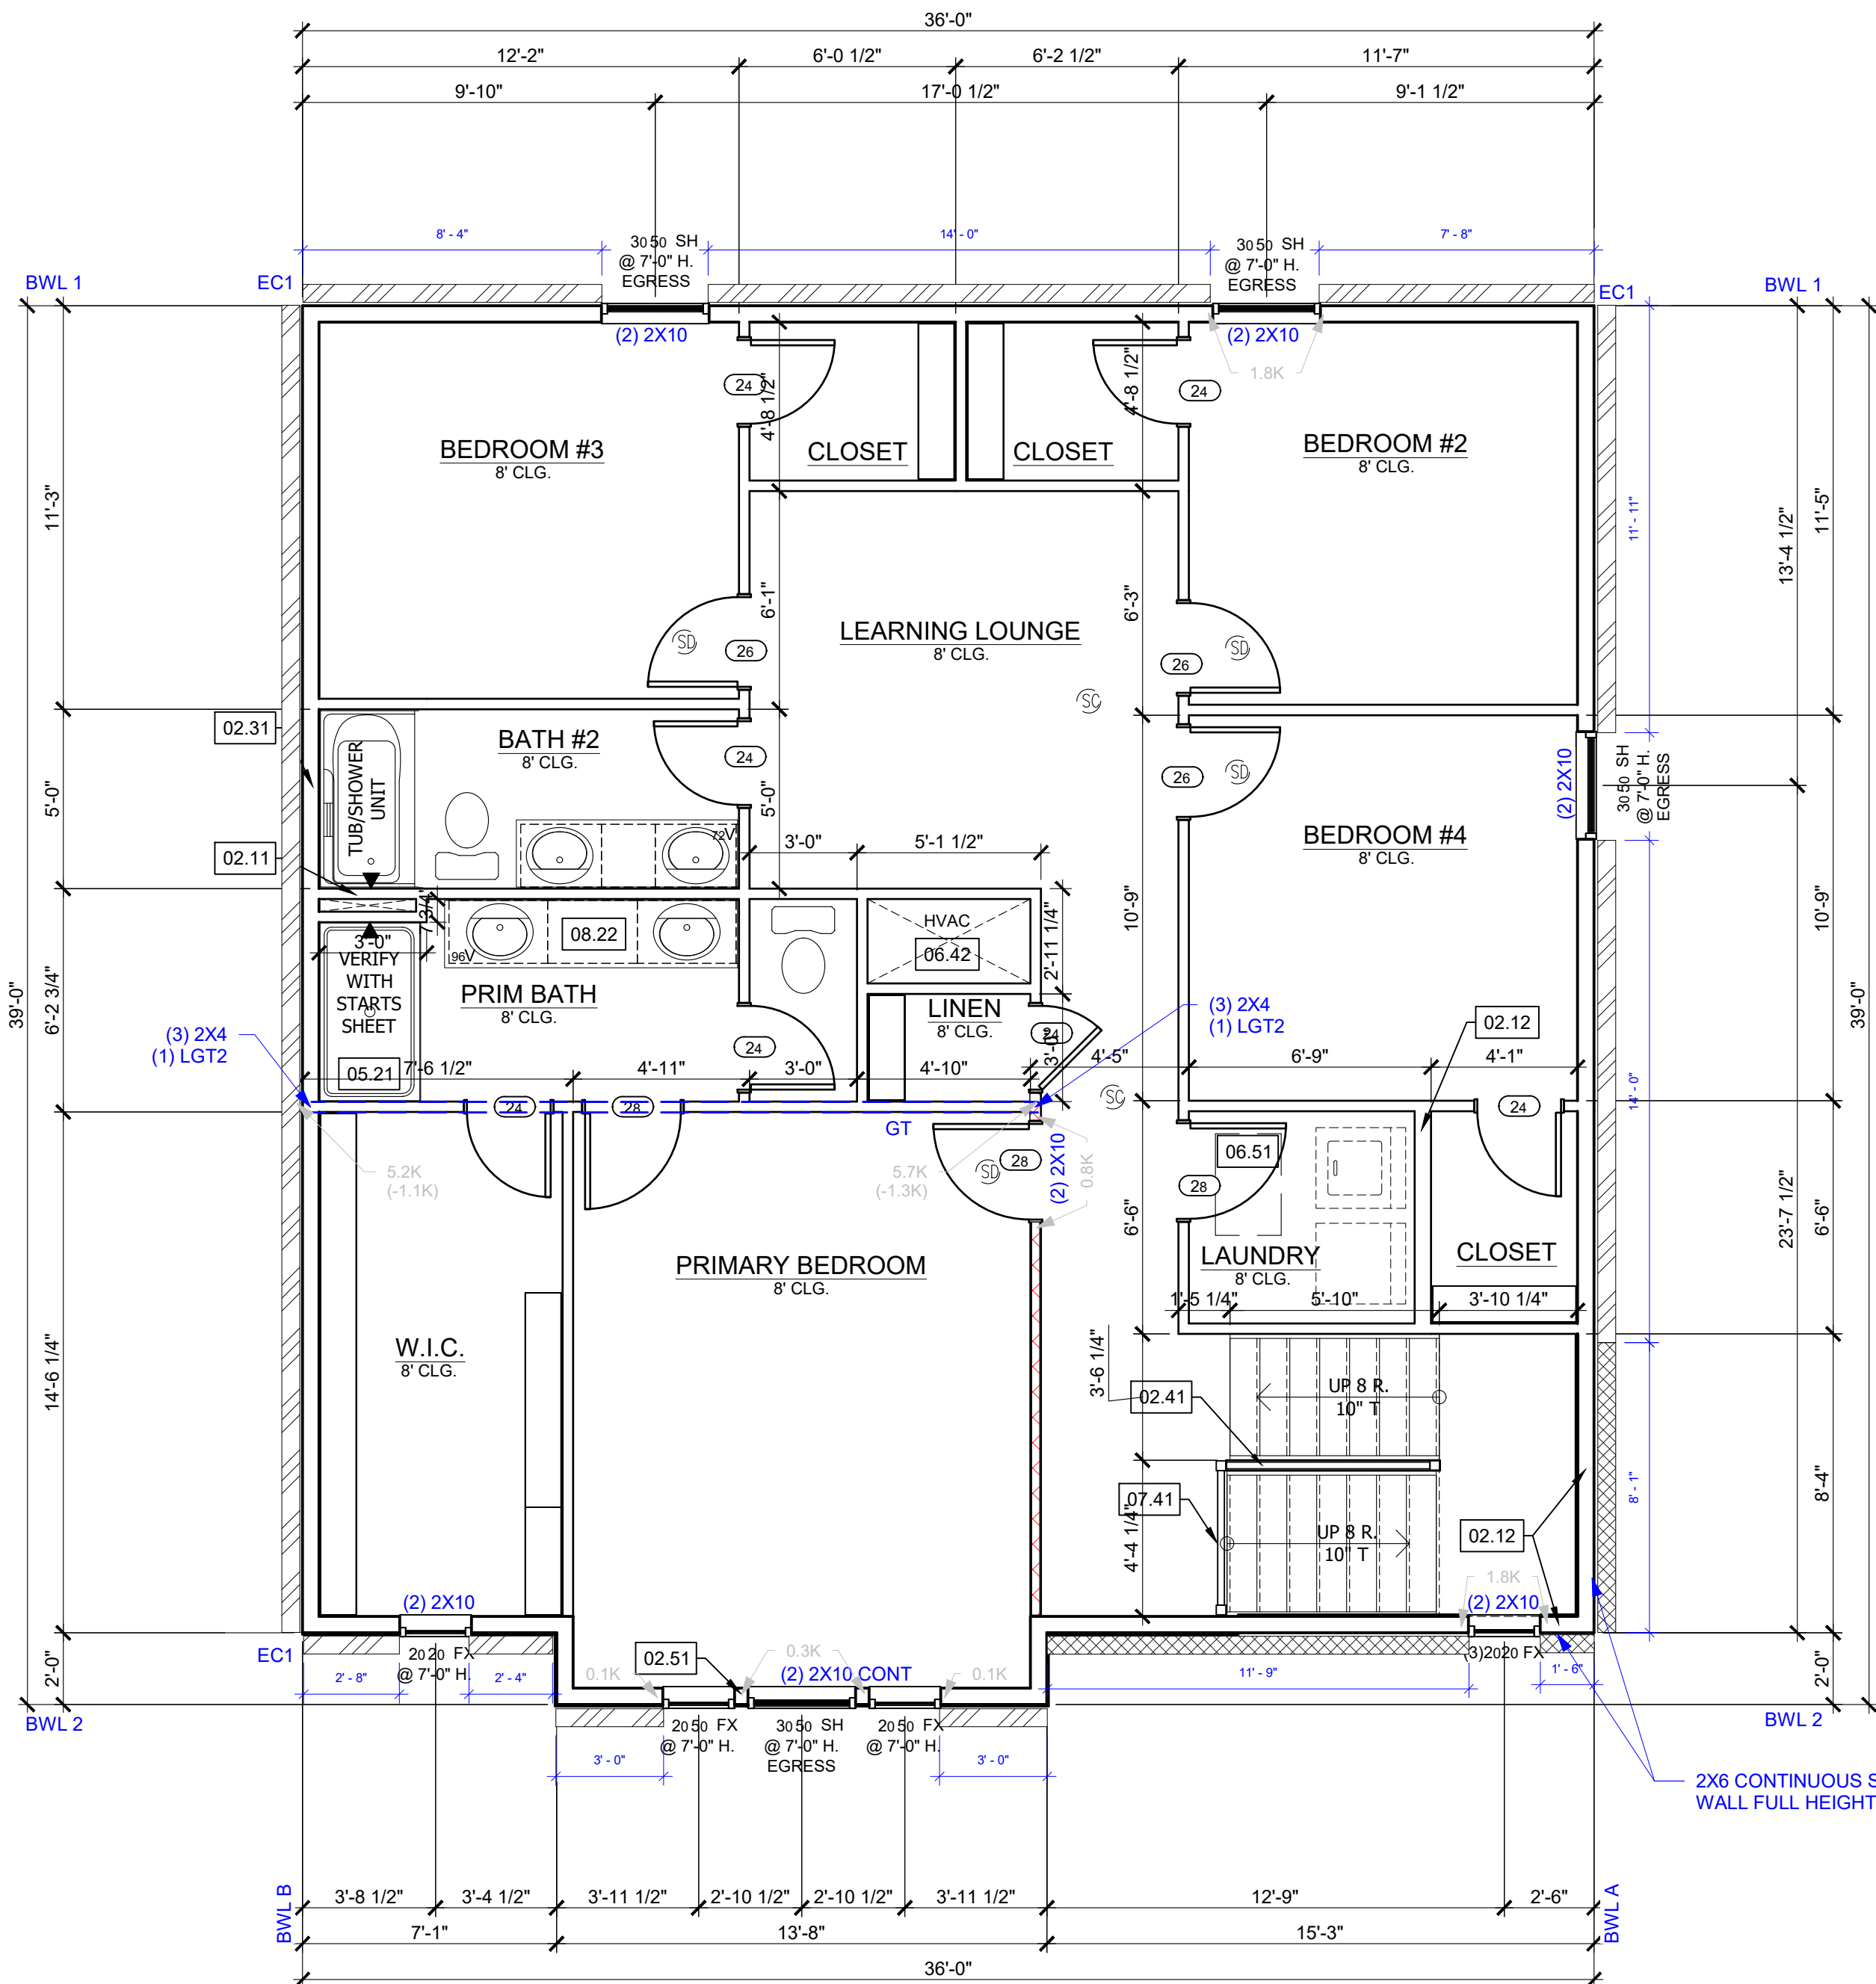 36'-0"
12'-2"
6'-0 1/2"
6'-2 1/2"
11'-7"
9'-10"
17'-0 1/2"
9'-1 1/2"
8' - 4"
3050 SH
@ 7'-0" H.
EGRESS
14' - 0"
3050 SH
@ 7'-0" H.
EGRESS
7' - 8"
BWL 1
EC1
EC1
BWL 1
(2) 2X10
(2) 2X10
1.8K
24
4'-8 1/2"
4'-8 1/2"
24
BEDROOM #3
8' CLG.
CLOSET
CLOSET
BEDROOM #2
8' CLG.
11'-3"
11' - 11"
13'-4 1/2"
11'-5"
6'-1"
6'-3"
LEARNING LOUNGE
8' CLG.
SD
26
26
SD
SC
02.31
BATH #2
8' CLG.
TUB/SHOWER
UNIT
24
26
SD
(2) 2X10
3050 SH
@ 7'-0" H.
EGRESS
5'-0"
5'-0"
72V
3'-0"
5'-1 1/2"
BEDROOM #4
8' CLG.
02.11
7 3/4"
HVAC
06.42
2'-11 1/4"
10'-9"
10'-9"
08.22
96V
3'-0"
VERIFY
WITH
STARTS
SHEET
PRIM BATH
8' CLG.
LINEN
8' CLG.
39'-0"
6'-2 3/4"
39'-0"
(3) 2X4
(1) LGT2
(3) 2X4
(1) LGT2
02.12
24
24
3'-0"
05.21
7'-6 1/2"
4'-11"
3'-0"
4'-10"
4'-5"
6'-9"
4'-1"
14' - 0"
24
28
SC
24
GT
5.2K
(-1.1K)
5.7K
(-1.3K)
SD
28
(2) 2X10
0.8K
28
06.51
6'-6"
23'-7 1/2"
6'-6"
PRIMARY BEDROOM
8' CLG.
LAUNDRY
8' CLG.
CLOSET
1'-5 1/4"
5'-10"
3'-10 1/4"
W.I.C.
8' CLG.
14'-6 1/4"
3'-6 1/4"
02.41
UP 8 R.
10" T
07.41
4'-4 1/4"
UP 8 R.
10" T
02.12
8' - 1"
8'-4"
1.8K
(2) 2X10
(2) 2X10
EC1
2020 FX
@ 7'-0" H.
2' - 8"
2' - 4"
02.51
0.1K
0.3K
(2) 2X10 CONT
0.1K
(3)2020 FX
11' - 9"
1' - 6"
2'-0"
2'-0"
BWL 2
BWL 2
2050 FX
@ 7'-0" H.
3050 SH
@ 7'-0" H.
EGRESS
2050 FX
@ 7'-0" H.
3' - 0"
3' - 0"
2X6 CONTINUOUS S
WALL FULL HEIGHT
BWL B
3'-8 1/2"
3'-4 1/2"
3'-11 1/2"
2'-10 1/2"
2'-10 1/2"
3'-11 1/2"
12'-9"
2'-6"
BWL A
7'-1"
13'-8"
15'-3"
36'-0"